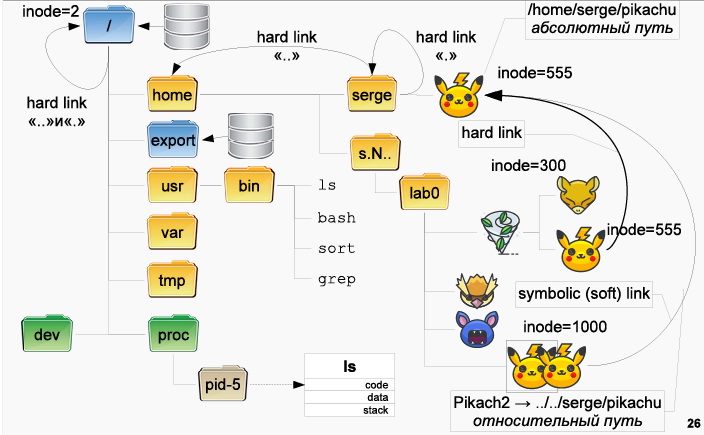 inode=2
/
/home/serge/pikachu
абсолютный путь
hard link
«..»
hard link
«.»
inode=555
hard link
«..»и«.»
home
serge
hard link
export
s.N..
inode=300
usr
bin
ls
lab0
bash
var
sort
inode=555
grep
tmp
symbolic (soft) link
dev
proc
inode=1000
pid-5
ls
code
data
stack
Pikach2 → ../../serge/pikachu
относительный путь
26